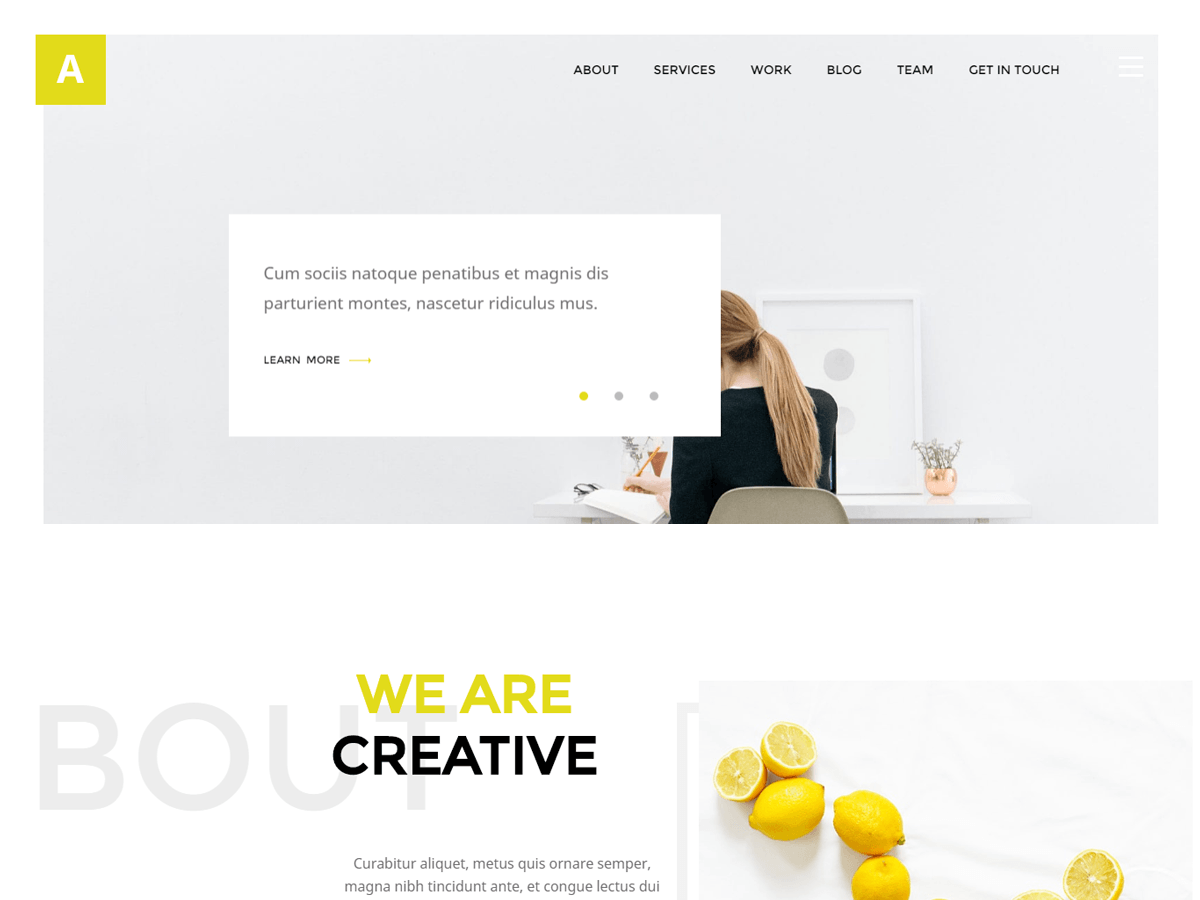 A
ABOUT SERVICES WORK BLOG TEAM GET IN TOUCH
Cum sociis natoque penatibus et magnis dis
parturient montes, nascetur ridiculus mus.
LEARN MORE
BOUT
WE ARE
CREATIVE
Curabitur aliquet, metus quis ornare semper,
magna nibh tincidunt ante, et congue lectus dui